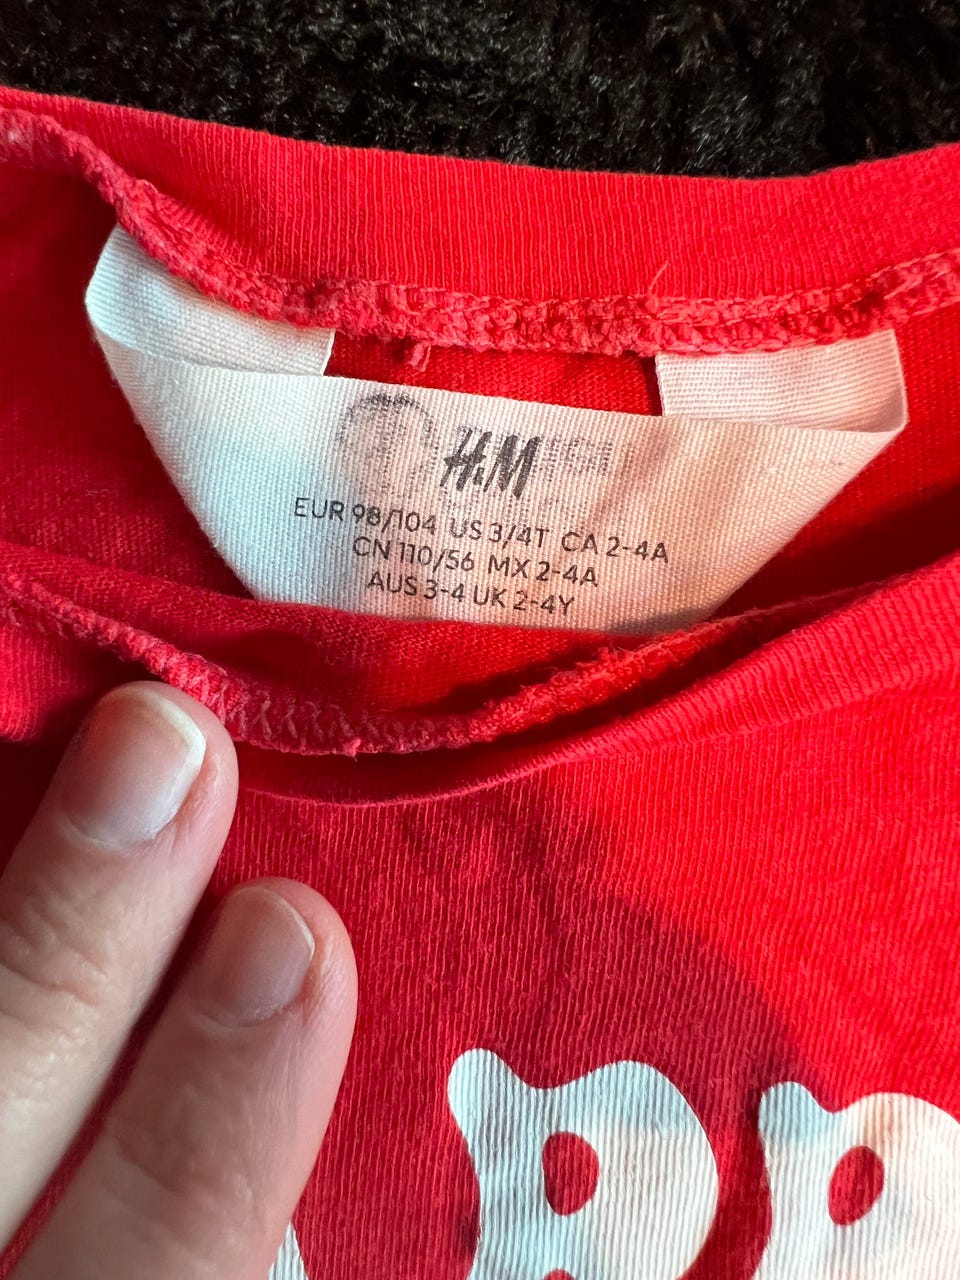 H&M
EUR 98/104 US 3/4T CA 2-4A
CN 110/56 MX 2-4A
AUS 3-4 UK 2-4Y
PP